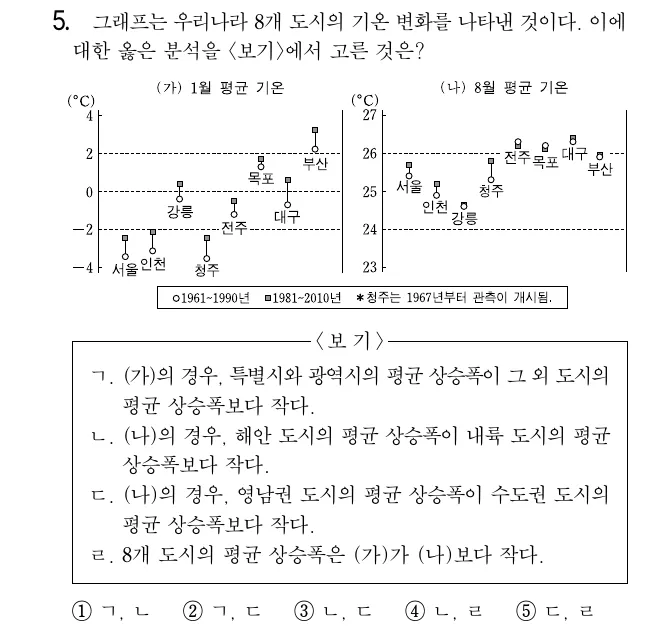 5. 그래프는 우리나라 8개 도시의 기온 변화를 나타낸 것이다. 이에
대한 옳은 분석을 〈보기〉에서 고른 것은?
(가) 1월 평균 기온
(℃)
4
2
0
-2
-4
서울
인천
강릉
청주
전주
목포
대구
부산
(나) 8월 평균 기온
(℃)
27
26
25
24
23
서울
인천
강릉
청주
전주
목포
대구
부산
○1961~1990년 ■1981~2010년 *청주는 1967년부터 관측이 개시됨.
〈보 기〉
ㄱ. (가)의 경우, 특별시와 광역시의 평균 상승폭이 그 외 도시의
평균 상승폭보다 작다.
ㄴ. (나)의 경우, 해안 도시의 평균 상승폭이 내륙 도시의 평균
상승폭보다 작다.
ㄷ. (나)의 경우, 영남권 도시의 평균 상승폭이 수도권 도시의
평균 상승폭보다 작다.
ㄹ. 8개 도시의 평균 상승폭은 (가)가 (나)보다 작다.
① ㄱ, ㄴ ② ㄱ, ㄷ ③ ㄴ, ㄷ ④ ㄴ, ㄹ ⑤ ㄷ, ㄹ